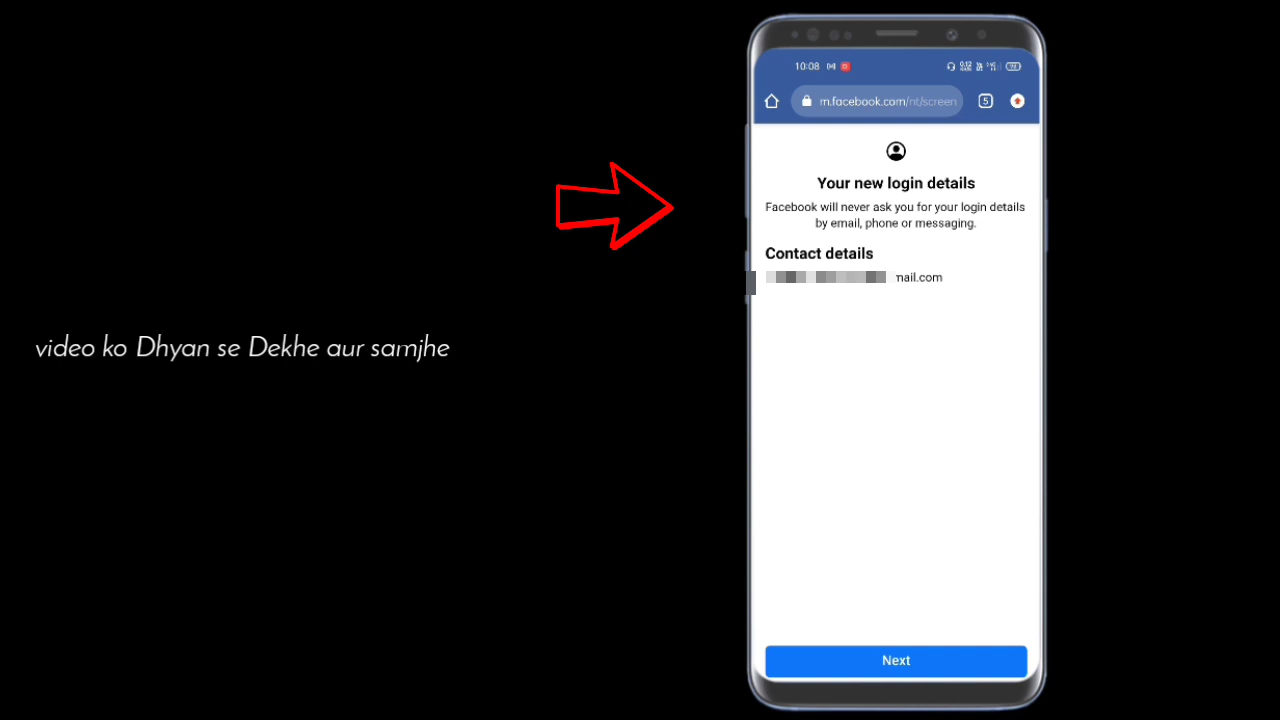 video ko Dhyan se Dekhe aur samjhe
10:08
m.facebook.com/nt/screen
5
Your new login details
Facebook will never ask you for your login details
by email, phone or messaging.
Contact details
mail.com
Next